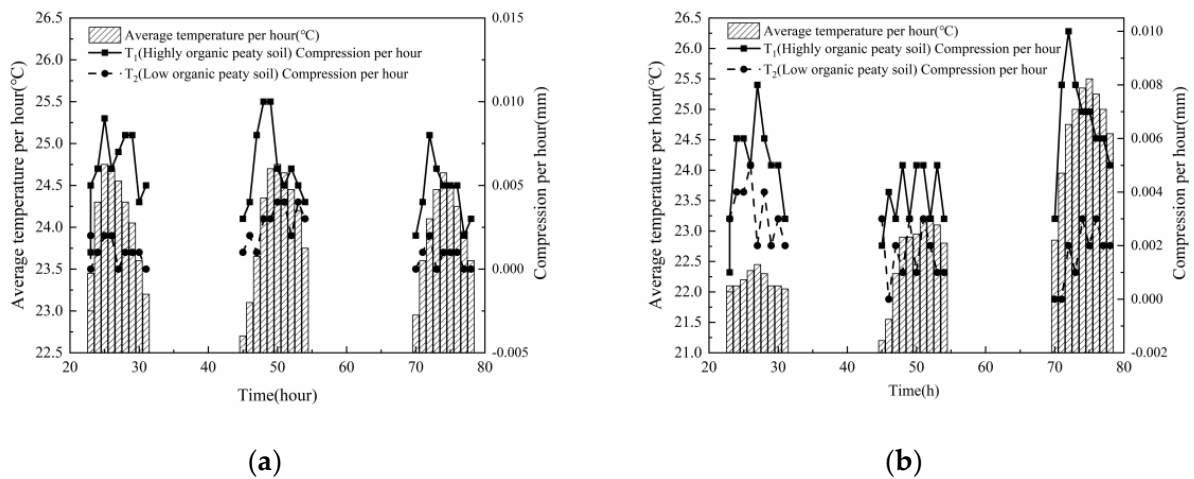 26.5
26.0
25.5
25.0
24.5
24.0
23.5
23.0
22.5
Average temperature per hour(℃)
Average temperature per hour(℃)
T₁(Highly organic peaty soil) Compression per hour
T₂(Low organic peaty soil) Compression per hour
0.015
0.010
0.005
0.000
-0.005
Compression per hour(mm)
20 30 40 50 60 70 80
Time(hour)
(a)
26.5
26.0
25.5
25.0
24.5
24.0
23.5
23.0
22.5
22.0
21.5
21.0
Average temperature per hour(℃)
Average temperature per hour(℃)
T₁(Highly organic peaty soil) Compression per hour
T₂(Low organic peaty soil) Compression per hour
0.010
0.008
0.006
0.004
0.002
0.000
-0.002
Compression per hour(mm)
20 30 40 50 60 70 80
Time(h)
(b)